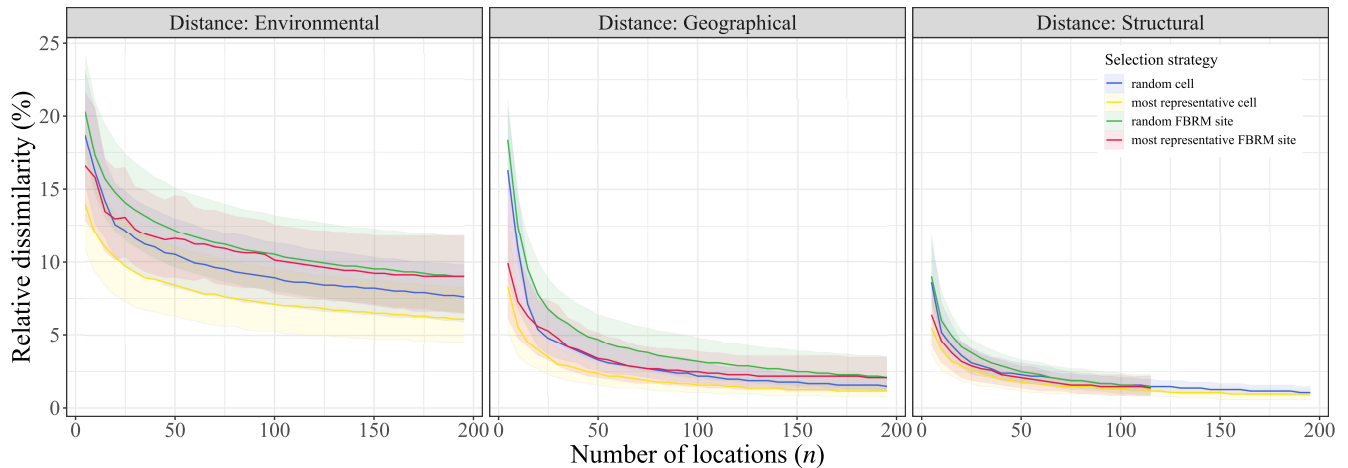 Distance: Environmental
Distance: Geographical
Distance: Structural
Relative dissimilarity (%)
25
20
15
10
5
0
Selection strategy
random cell
most representative cell
random FBRM site
most representative FBRM site
0 50 100 150 200
0 50 100 150 200
0 50 100 150 200
Number of locations (n)